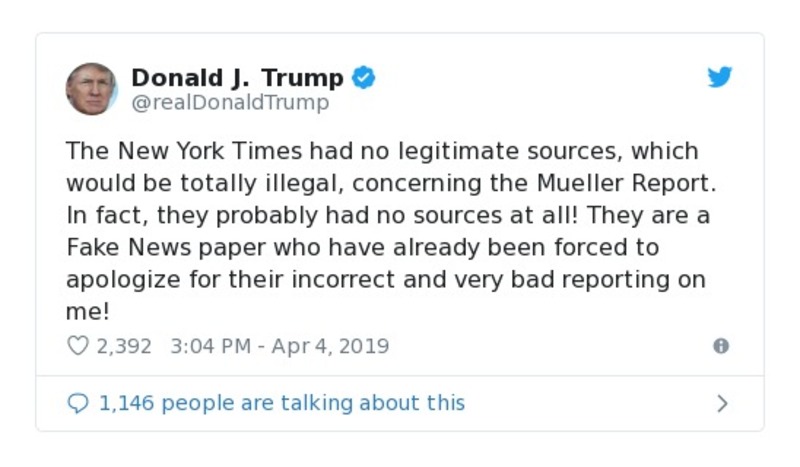 Donald J. Trump
@realDonaldTrump
The New York Times had no legitimate sources, which
would be totally illegal, concerning the Mueller Report.
In fact, they probably had no sources at all! They are a
Fake News paper who have already been forced to
apologize for their incorrect and very bad reporting on
me!
2,392 3:04 PM - Apr 4, 2019
1,146 people are talking about this